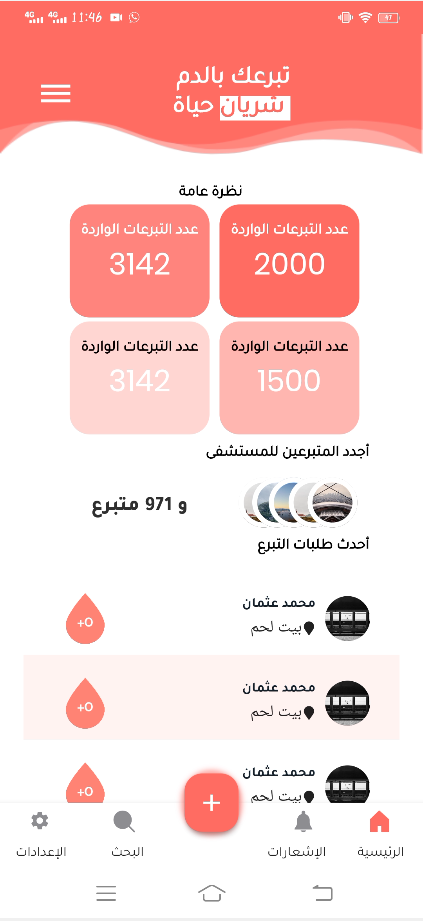 4G 4G 11:46 97
تبرعك بالدم
شريان حياة
نظرة عامة
عدد التبرعات الواردة
2000
عدد التبرعات الواردة
3142
عدد التبرعات الواردة
1500
عدد التبرعات الواردة
3142
أجدد المتبرعين للمستشفى
و 971 متبرع
أحدث طلبات التبرع
محمد عثمان
بيت لحم
+O
محمد عثمان
بيت لحم
+O
محمد عثمان
بيت لحم
+O
+
الرئيسية
الإشعارات
البحث
الإعدادات